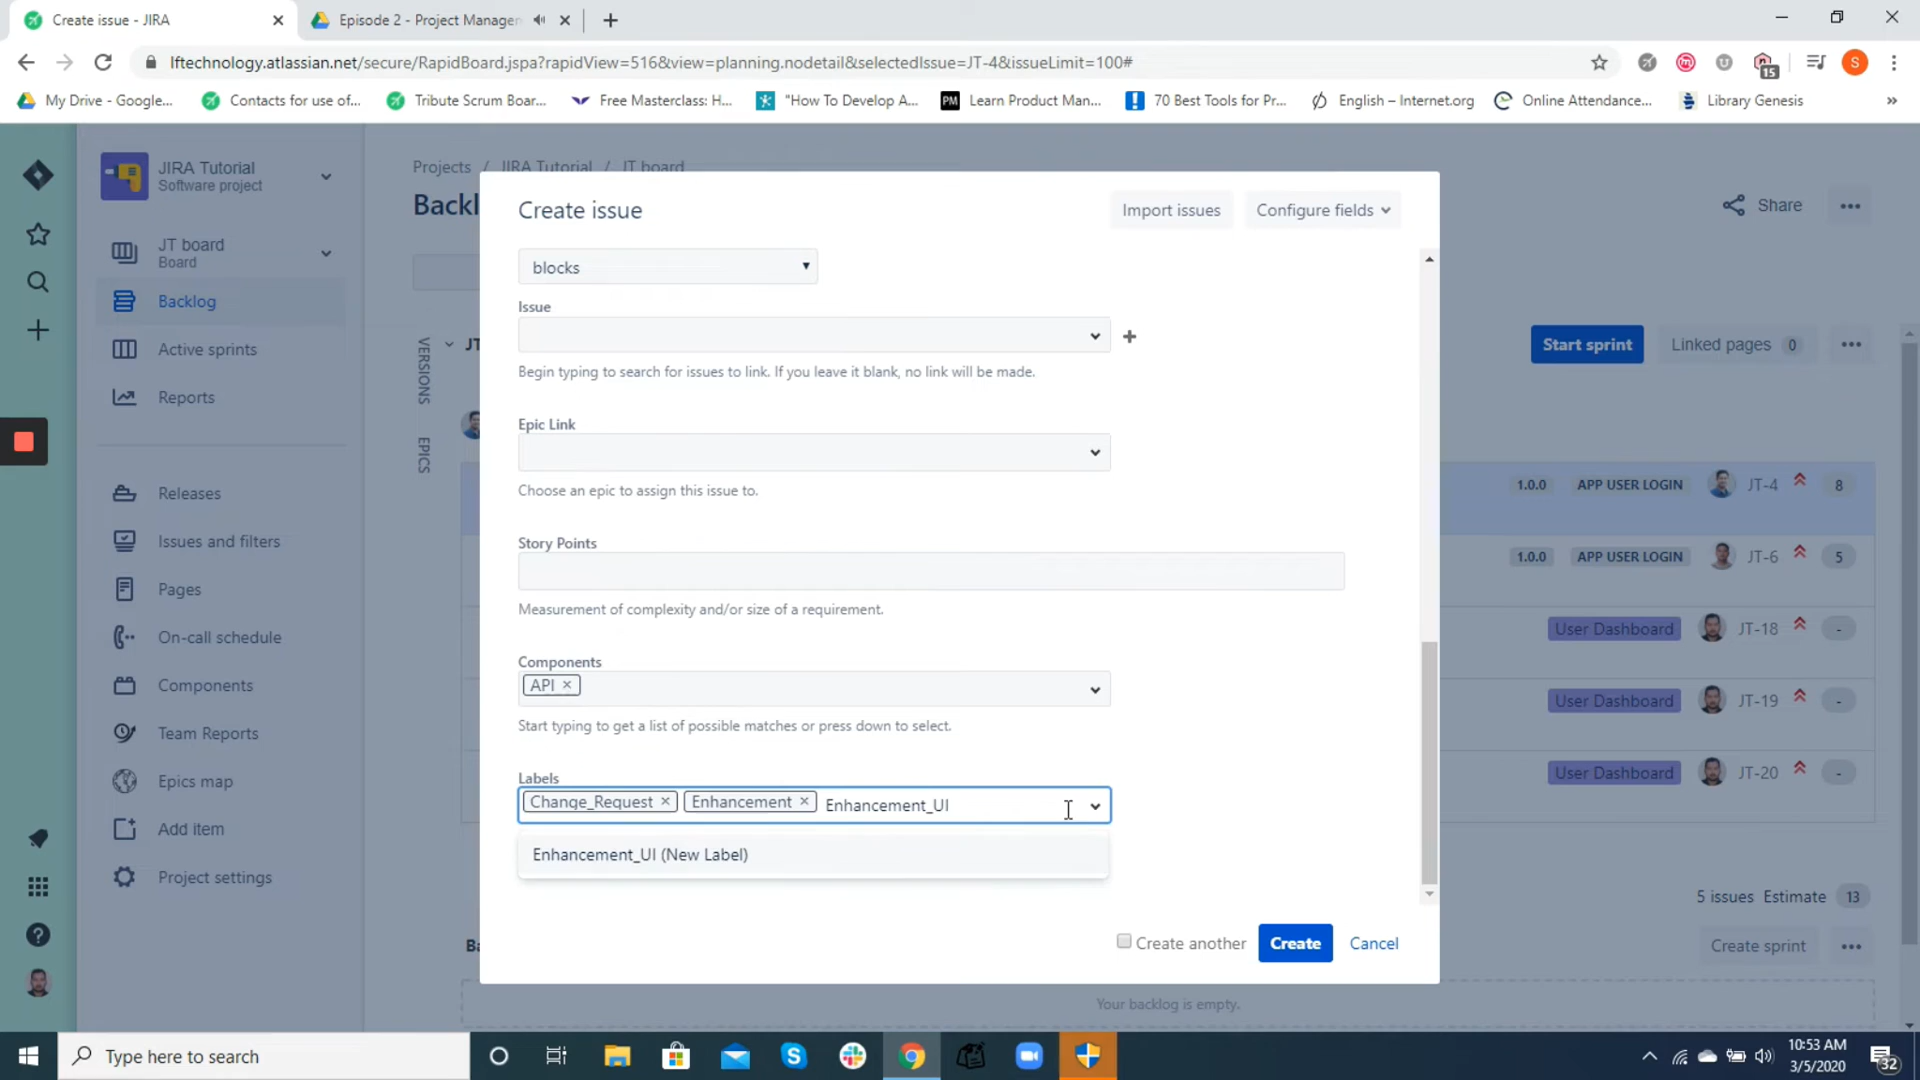 Create issue - JIRA
Episode 2 - Project Managem
lftechnology.atlassian.net/secure/RapidBoard.jspa?rapidView=516&view=planning.nodetail&selectedIssue=JT-4&issueLimit=100#
15
S
My Drive - Google...
Contacts for use of...
Tribute Scrum Boar...
Free Masterclass: H...
"How To Develop A...
PM
Learn Product Man...
70 Best Tools for Pr...
English – Internet.org
Online Attendance...
Library Genesis
»
JIRA Tutorial
Software project
JT board
Board
Backlog
Active sprints
Reports
Releases
Issues and filters
Pages
On-call schedule
Components
Team Reports
Epics map
Add item
Project settings
Projects / JIRA Tutorial / JT board
Backl
Share
VERSIONS
EPICS
JT
Start sprint
Linked pages 0
1.0.0 APP USER LOGIN JT-4 8
1.0.0 APP USER LOGIN JT-6 5
User Dashboard JT-18 -
User Dashboard JT-19 -
User Dashboard JT-20 -
5 issues Estimate 13
Ba
Create sprint
Your backlog is empty.
Create issue
Import issues
Configure fields
blocks
Issue
Begin typing to search for issues to link. If you leave it blank, no link will be made.
Epic Link
Choose an epic to assign this issue to.
Story Points
Measurement of complexity and/or size of a requirement.
Components
API
Start typing to get a list of possible matches or press down to select.
Labels
Change_Request Enhancement Enhancement_UI
Enhancement_UI (New Label)
Create another
Create
Cancel
Type here to search
10:53 AM
3/5/2020
32